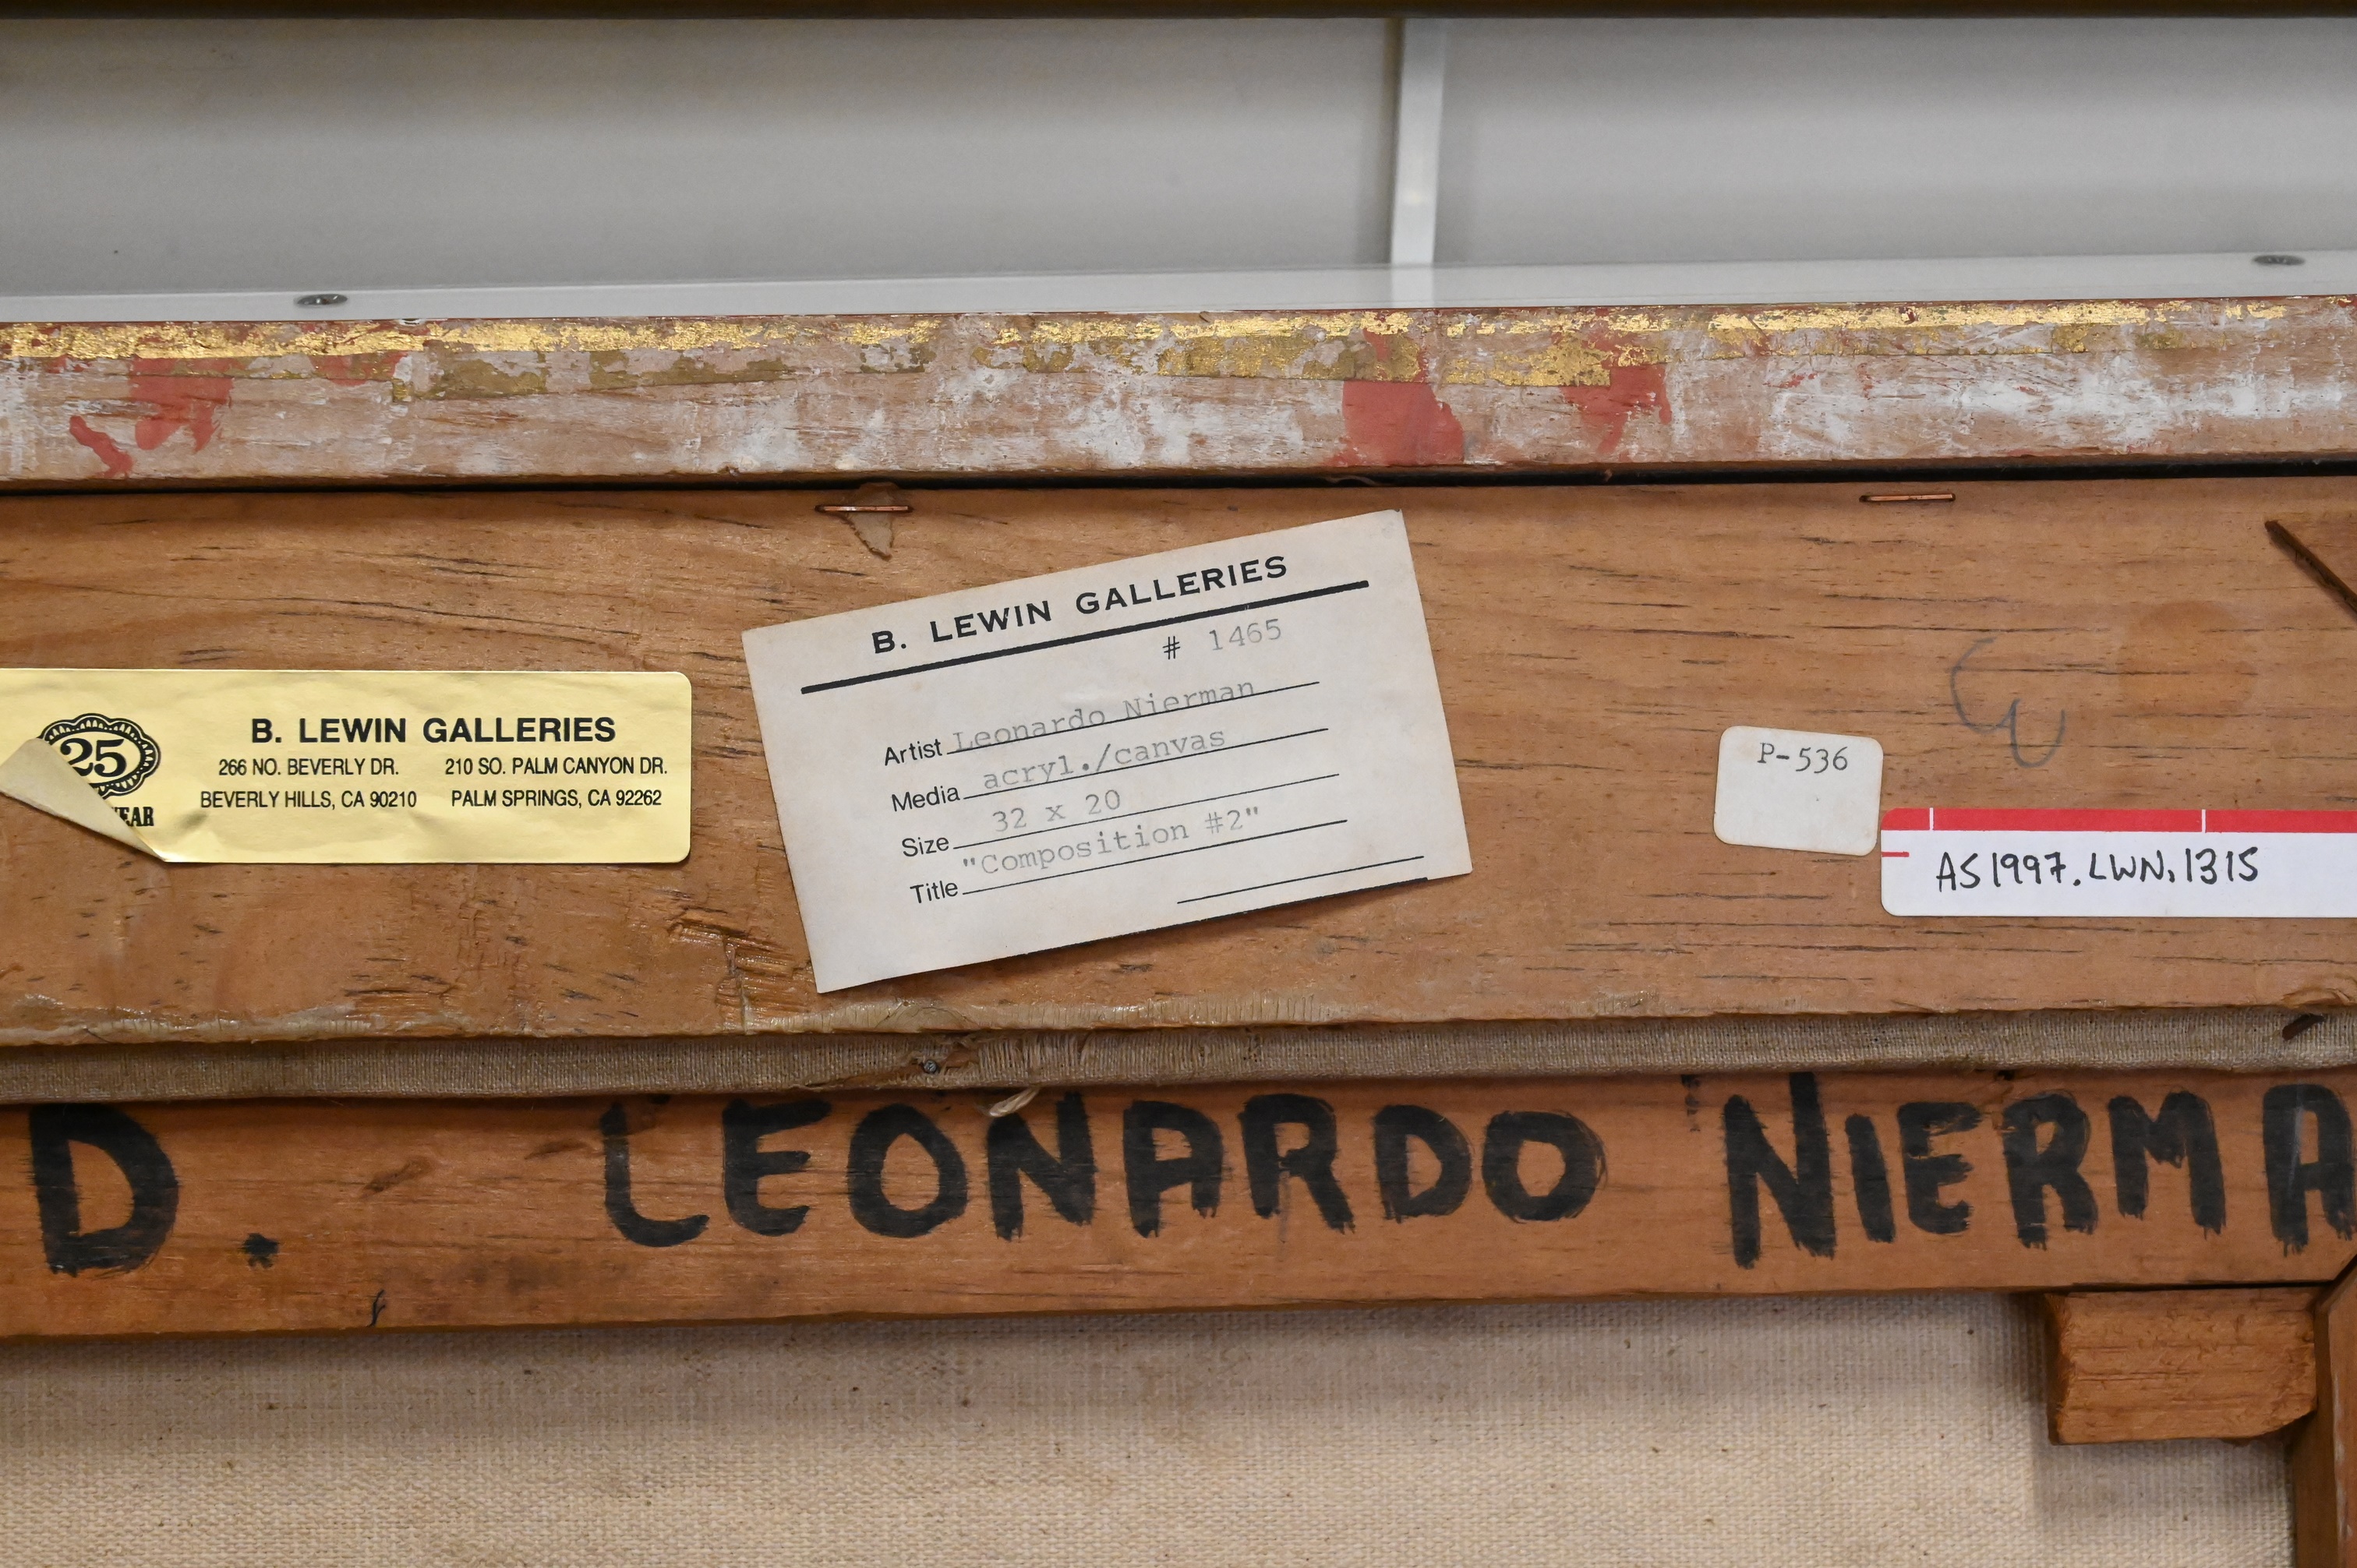 B. LEWIN GALLERIES
# 1465
Artist Leonardo Nierman
Media acryl./canvas
Size 32 x 20
Title "Composition #2"
25
EAR
B. LEWIN GALLERIES
266 NO. BEVERLY DR. 210 SO. PALM CANYON DR.
BEVERLY HILLS, CA 90210 PALM SPRINGS, CA 92262
P-536
AS1997.LWN.1315
D. LEONARDO NIERMA